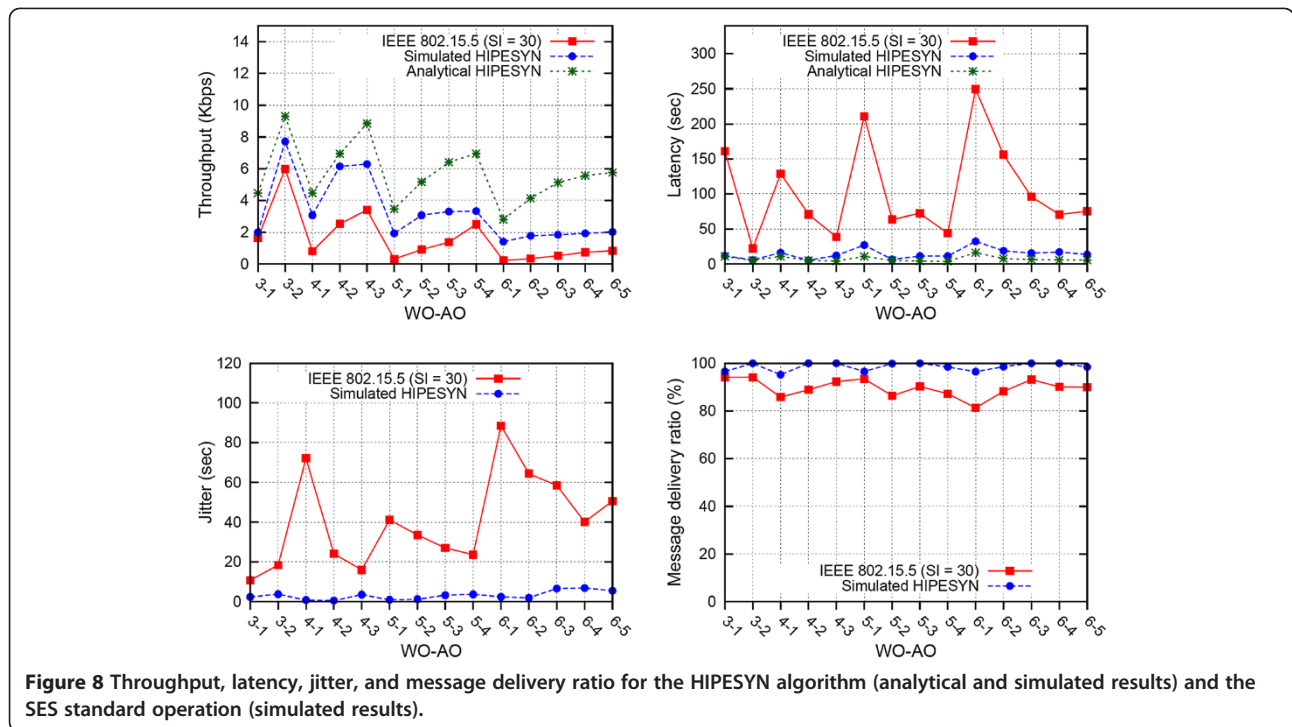 IEEE 802.15.5 (SI = 30)
Simulated HIPESYN
Analytical HIPESYN
Throughput (Kbps)
14
12
10
8
6
4
2
0
3-1 3-2 4-1 4-2 4-3 5-1 5-2 5-3 5-4 6-1 6-2 6-3 6-4 6-5
WO-AO
IEEE 802.15.5 (SI = 30)
Simulated HIPESYN
Analytical HIPESYN
Latency (sec)
300
250
200
150
100
50
0
3-1 3-2 4-1 4-2 4-3 5-1 5-2 5-3 5-4 6-1 6-2 6-3 6-4 6-5
WO-AO
IEEE 802.15.5 (SI = 30)
Simulated HIPESYN
Jitter (sec)
120
100
80
60
40
20
0
3-1 3-2 4-1 4-2 4-3 5-1 5-2 5-3 5-4 6-1 6-2 6-3 6-4 6-5
WO-AO
Message delivery ratio (%)
100
80
60
40
20
0
IEEE 802.15.5 (SI = 30)
Simulated HIPESYN
3-1 3-2 4-1 4-2 4-3 5-1 5-2 5-3 5-4 6-1 6-2 6-3 6-4 6-5
WO-AO
Figure 8 Throughput, latency, jitter, and message delivery ratio for the HIPESYN algorithm (analytical and simulated results) and the
SES standard operation (simulated results).